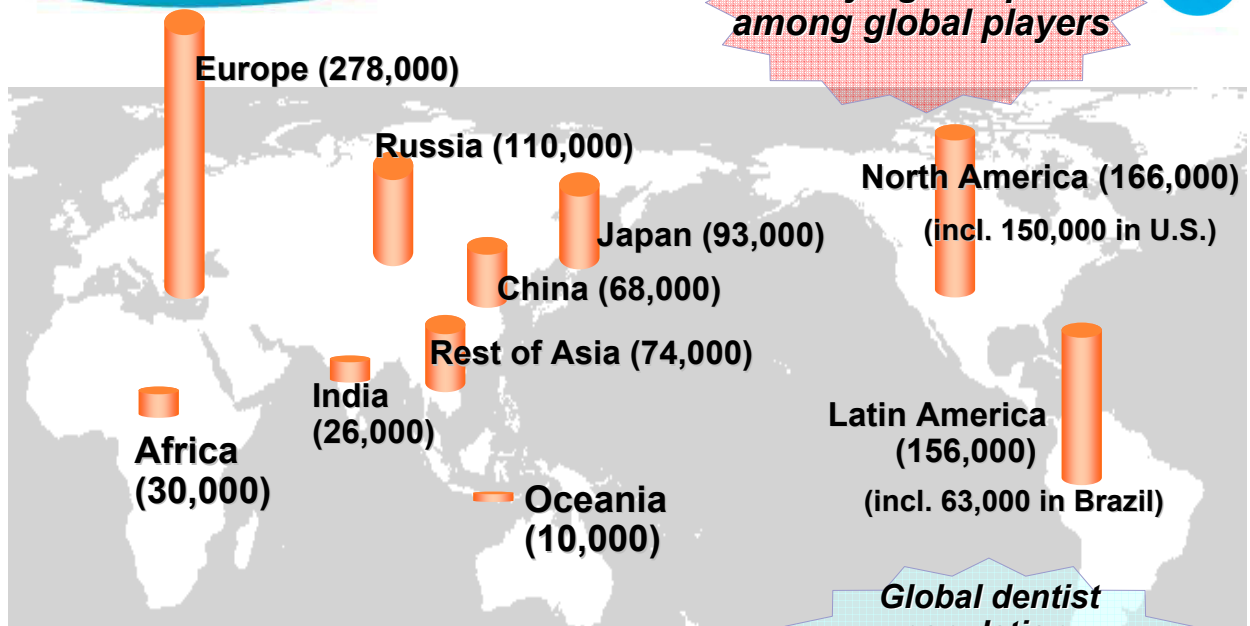 among global players
Europe (278,000)
Russia (110,000)
North America (166,000)
(incl. 150,000 in U.S.)
Japan (93,000)
China (68,000)
Rest of Asia (74,000)
India
(26,000)
Latin America
(156,000)
(incl. 63,000 in Brazil)
Africa
(30,000)
Oceania
(10,000)
Global dentist